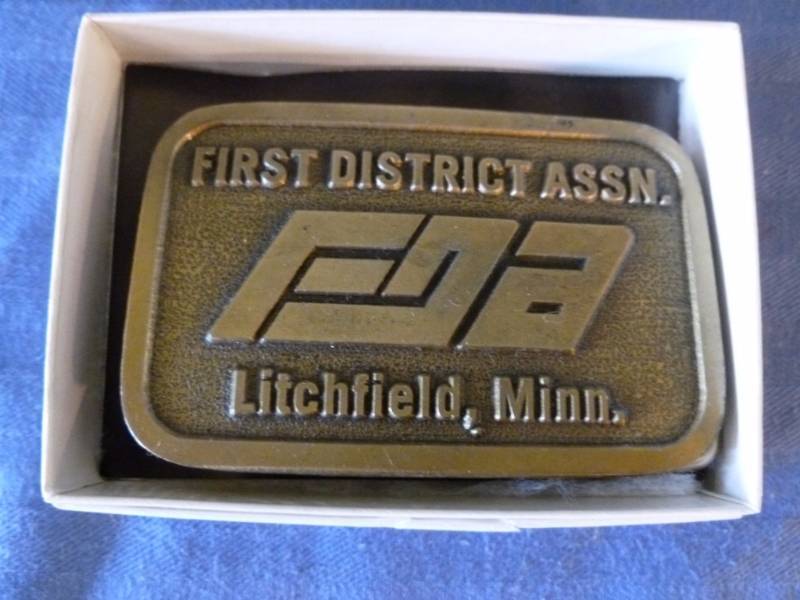 FIRST DISTRICT ASSN.
FDA
Litchfield, Minn.